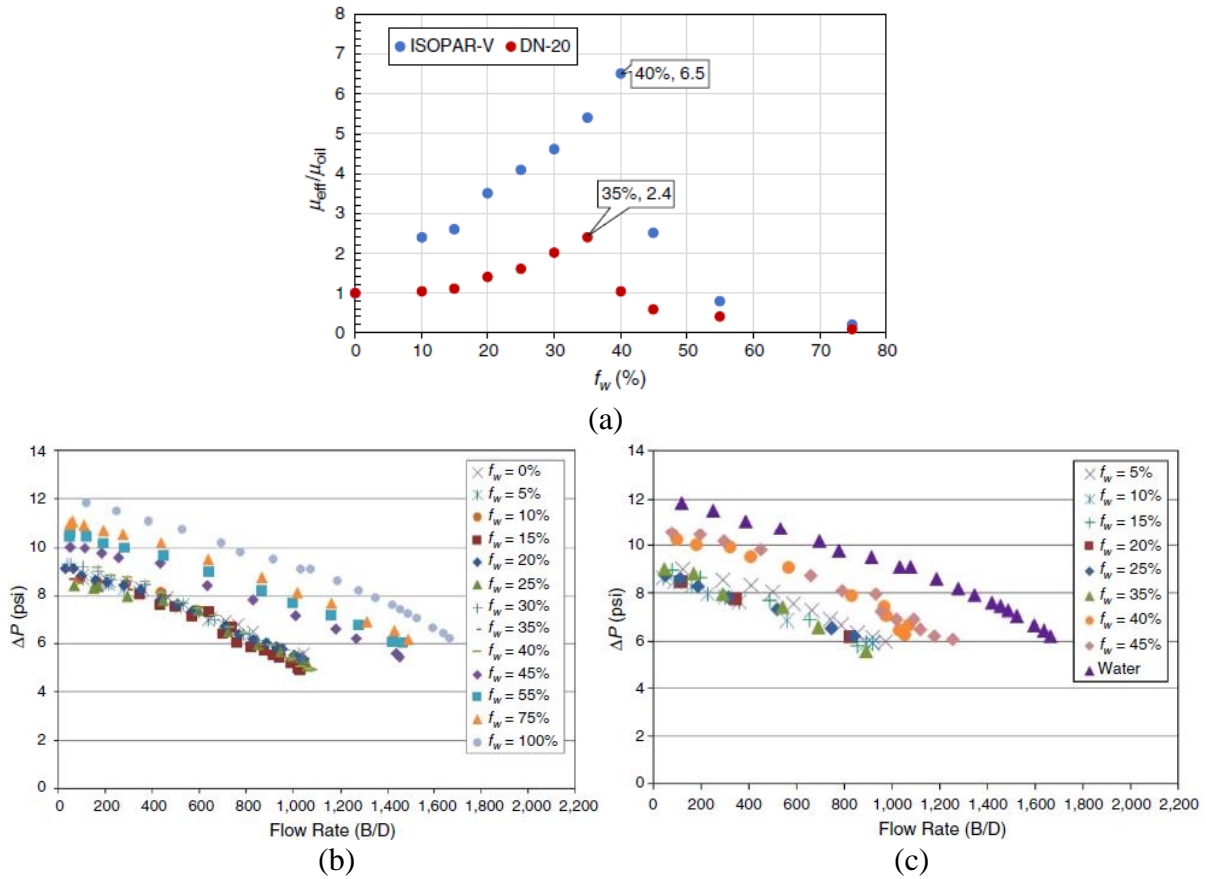 8
7
6
5
4
3
2
1
0
μeff/μoil
ISOPAR-V DN-20
40%, 6.5
35%, 2.4
0 10 20 30 40 50 60 70 80
fw (%)
(a)
14
12
10
8
6
4
2
0
ΔP (psi)
fw = 0%
fw = 5%
fw = 10%
fw = 15%
fw = 20%
fw = 25%
fw = 30%
fw = 35%
fw = 40%
fw = 45%
fw = 55%
fw = 75%
fw = 100%
0 200 400 600 800 1,000 1,200 1,400 1,600 1,800 2,200
Flow Rate (B/D)
(b)
14
12
10
8
6
4
2
0
ΔP (psi)
fw = 5%
fw = 10%
fw = 15%
fw = 20%
fw = 25%
fw = 35%
fw = 40%
fw = 45%
Water
0 200 400 600 800 1,000 1,200 1,400 1,600 1,800 2,000 2,200
Flow Rate (B/D)
(c)